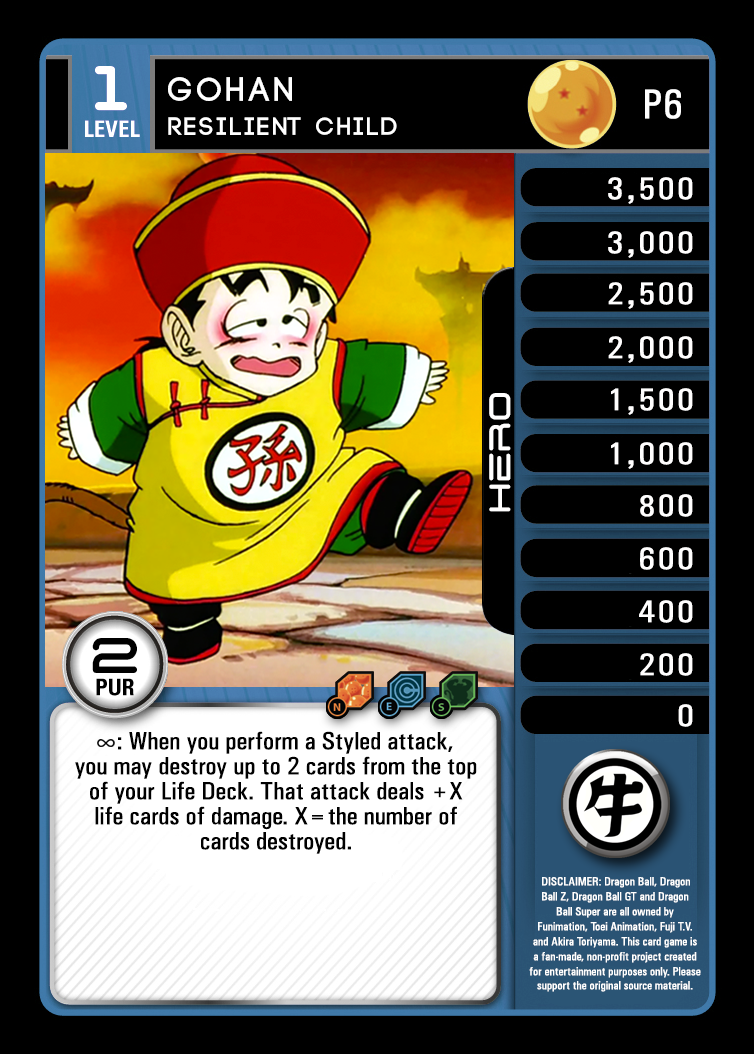 1
LEVEL
GOHAN
RESILIENT CHILD
P6
3,500
3,000
2,500
2,000
1,500
1,000
800
600
400
200
0
HERO
孫
2
PUR
N
E
S
∞: When you perform a Styled attack,
you may destroy up to 2 cards from the top
of your Life Deck. That attack deals +X
life cards of damage. X = the number of
cards destroyed.
牛
DISCLAIMER: Dragon Ball, Dragon
Ball Z, Dragon Ball GT and Dragon
Ball Super are all owned by
Funimation, Toei Animation, Fuji T.V.
and Akira Toriyama. This card game is
a fan-made, non-profit project created
for entertainment purposes only. Please
support the original source material.